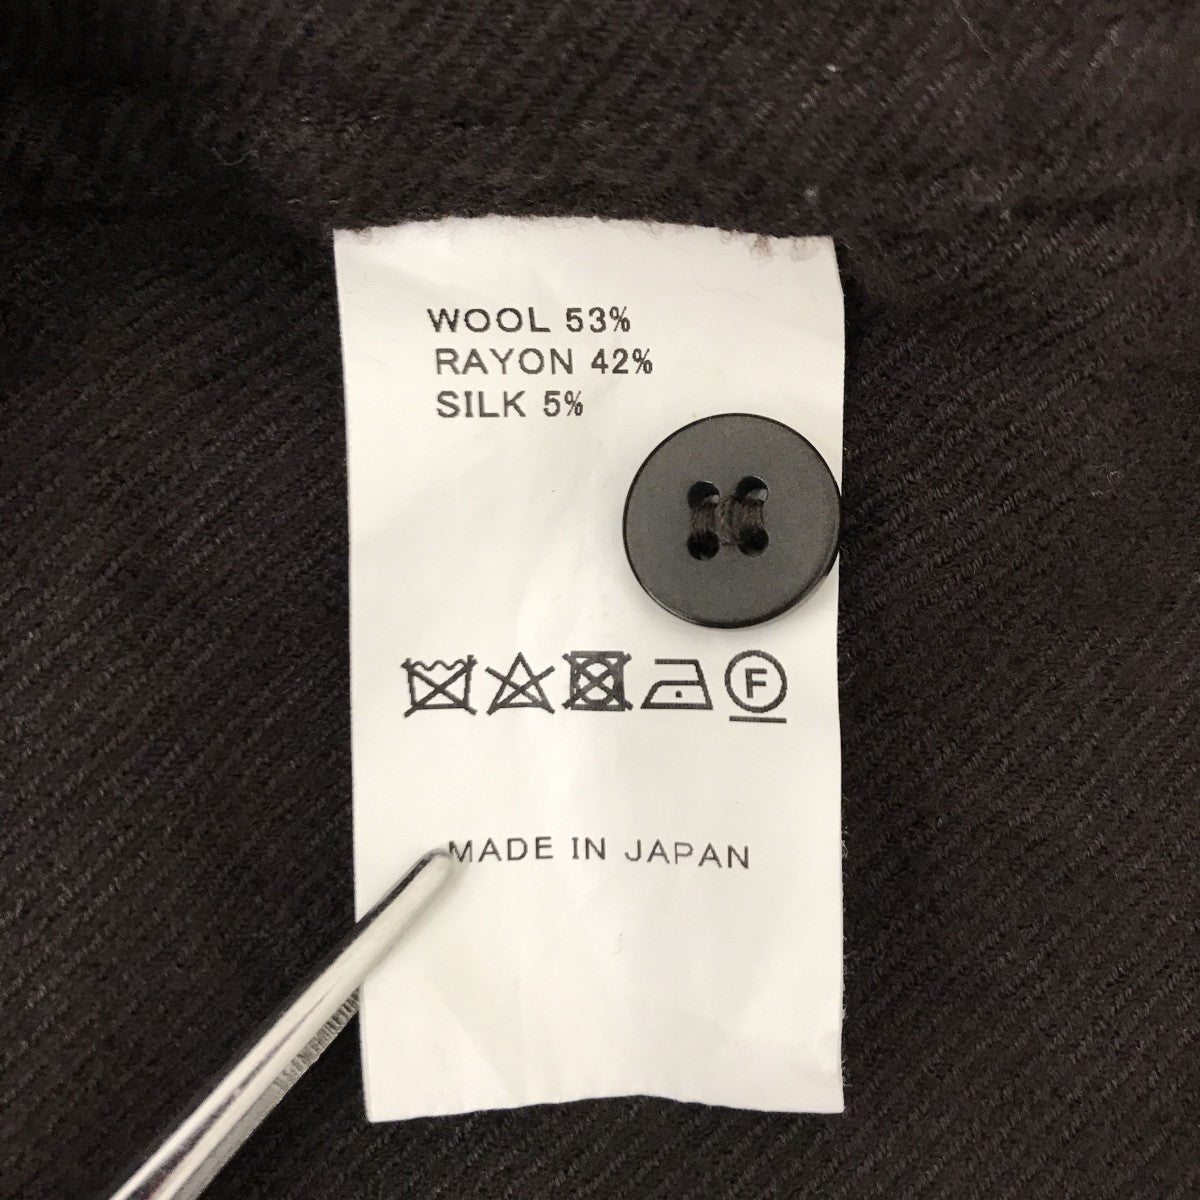 WOOL 53%
RAYON 42%
SILK 5%
F
MADE IN JAPAN